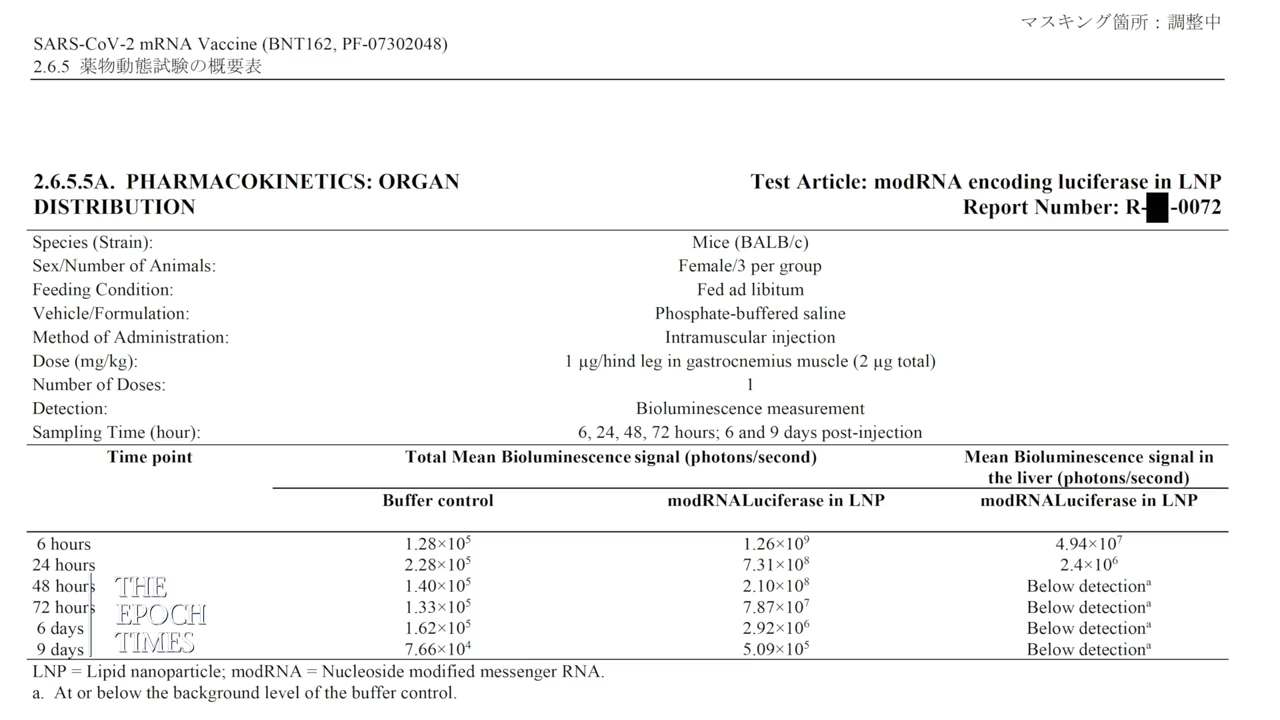 マスキング箇所：調整中
SARS-CoV-2 mRNA Vaccine (BNT162, PF-07302048)
2.6.5 薬物動態試験の概要表
2.6.5.5A. PHARMACOKINETICS: ORGAN DISTRIBUTION
Test Article: modRNA encoding luciferase in LNP
Report Number: R- -0072
Species (Strain): Mice (BALB/c)
Sex/Number of Animals: Female/3 per group
Feeding Condition: Fed ad libitum
Vehicle/Formulation: Phosphate-buffered saline
Method of Administration: Intramuscular injection
Dose (mg/kg): 1 µg/hind leg in gastrocnemius muscle (2 µg total)
Number of Doses: 1
Detection: Bioluminescence measurement
Sampling Time (hour): 6, 24, 48, 72 hours; 6 and 9 days post-injection
Time point Total Mean Bioluminescence signal (photons/second) Mean Bioluminescence signal in
the liver (photons/second)
Buffer control modRNALuciferase in LNP modRNALuciferase in LNP
6 hours 1.28×10⁵ 1.26×10⁹ 4.94×10⁷
24 hours 2.28×10⁵ 7.31×10⁸ 2.4×10⁶
48 hours 1.40×10⁵ 2.10×10⁸ Below detectionᵃ
72 hours 1.33×10⁵ 7.87×10⁷ Below detectionᵃ
6 days 1.62×10⁵ 2.92×10⁶ Below detectionᵃ
9 days 7.66×10⁴ 5.09×10⁵ Below detectionᵃ
THE
EPOCH
TIMES
LNP = Lipid nanoparticle; modRNA = Nucleoside modified messenger RNA.
a. At or below the background level of the buffer control.